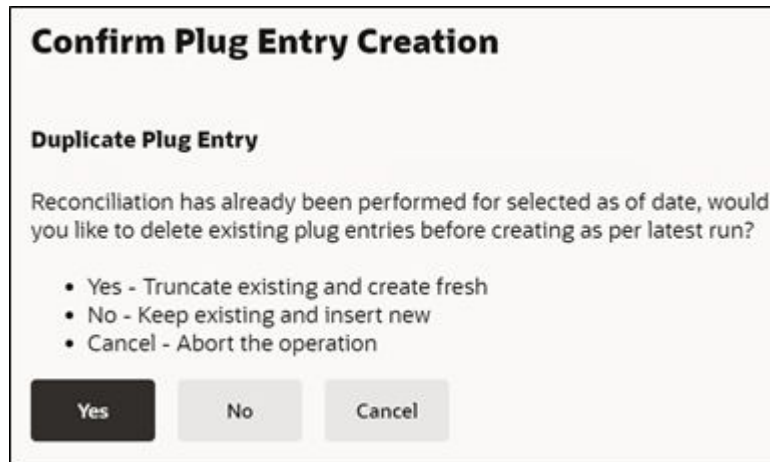 Confirm Plug Entry Creation
Duplicate Plug Entry
Reconciliation has already been performed for selected as of date, would
you like to delete existing plug entries before creating as per latest run?
• Yes - Truncate existing and create fresh
• No - Keep existing and insert new
• Cancel - Abort the operation
Yes No Cancel